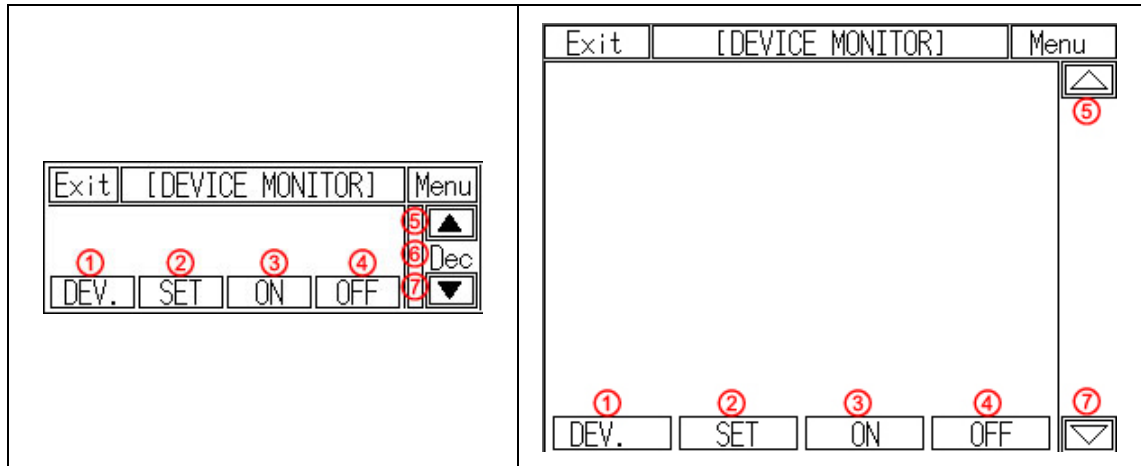 Exit [DEVICE MONITOR] Menu
⑤
⑥ Dec
① ② ③ ④
⑦
DEV. SET ON OFF
Exit [DEVICE MONITOR] Menu
⑤
① ② ③ ④ ⑦
DEV. SET ON OFF